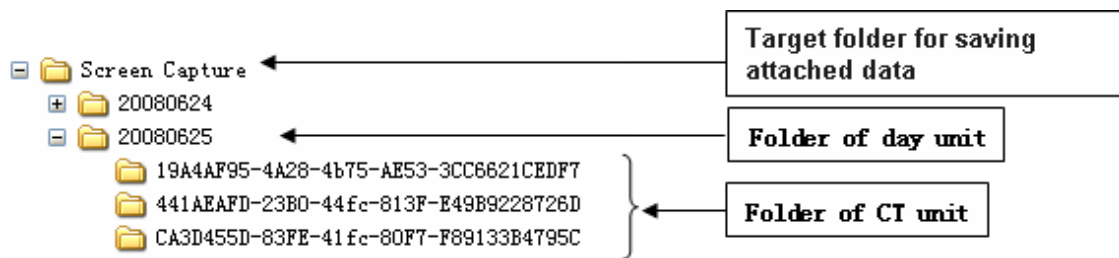 Target folder for saving
attached data
Screen Capture
20080624
20080625
Folder of day unit
19A4AF95-4A28-4b75-AE53-3CC6621CEDF7
441AEAFD-23B0-44fc-813F-E49B9228726D
Folder of CT unit
CA3D455D-83FE-41fc-80F7-F89133B4795C